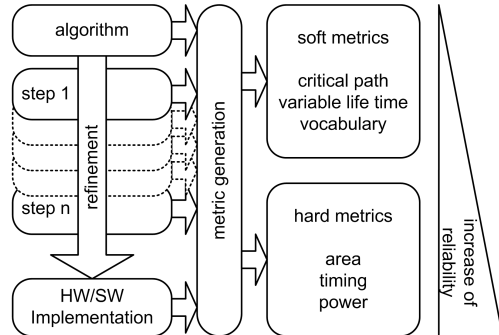 algorithm
step 1
refinement
step n
HW/SW
Implementation
metric generation
soft metrics
critical path
variable life time
vocabulary
hard metrics
area
timing
power
increase of
reliability